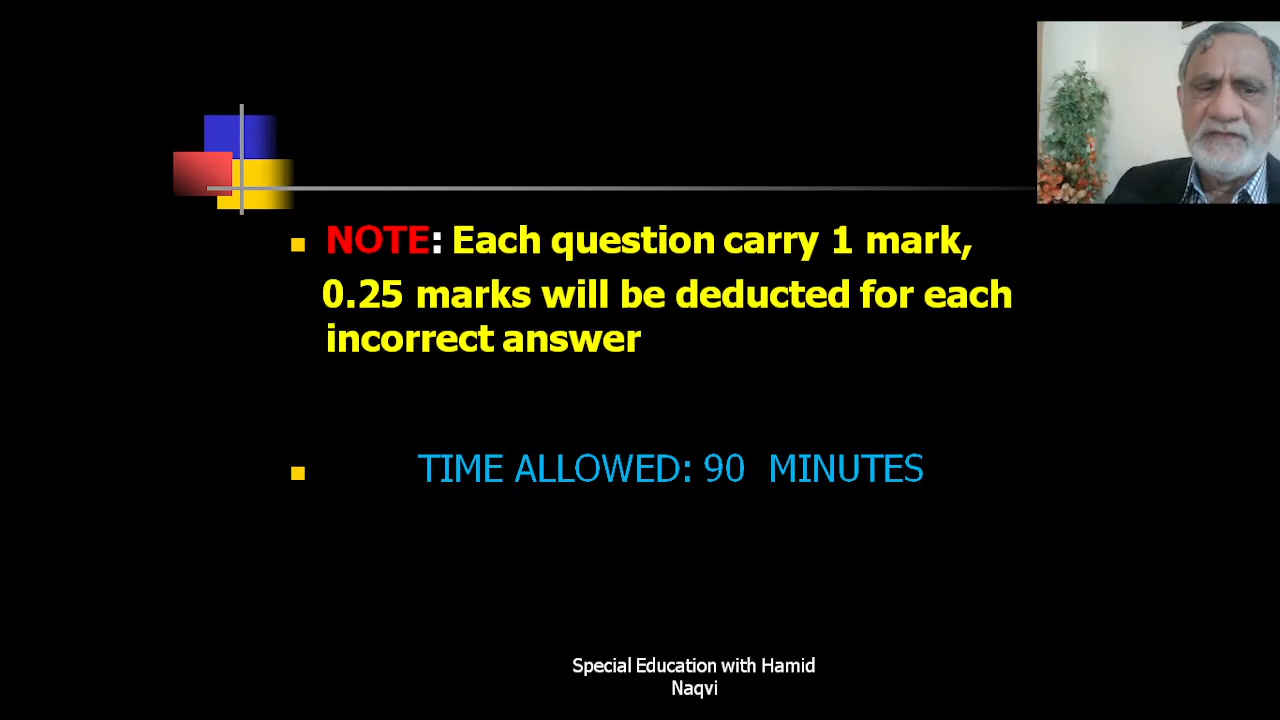 NOTE: Each question carry 1 mark,
0.25 marks will be deducted for each
incorrect answer
TIME ALLOWED: 90 MINUTES
Special Education with Hamid
Naqvi